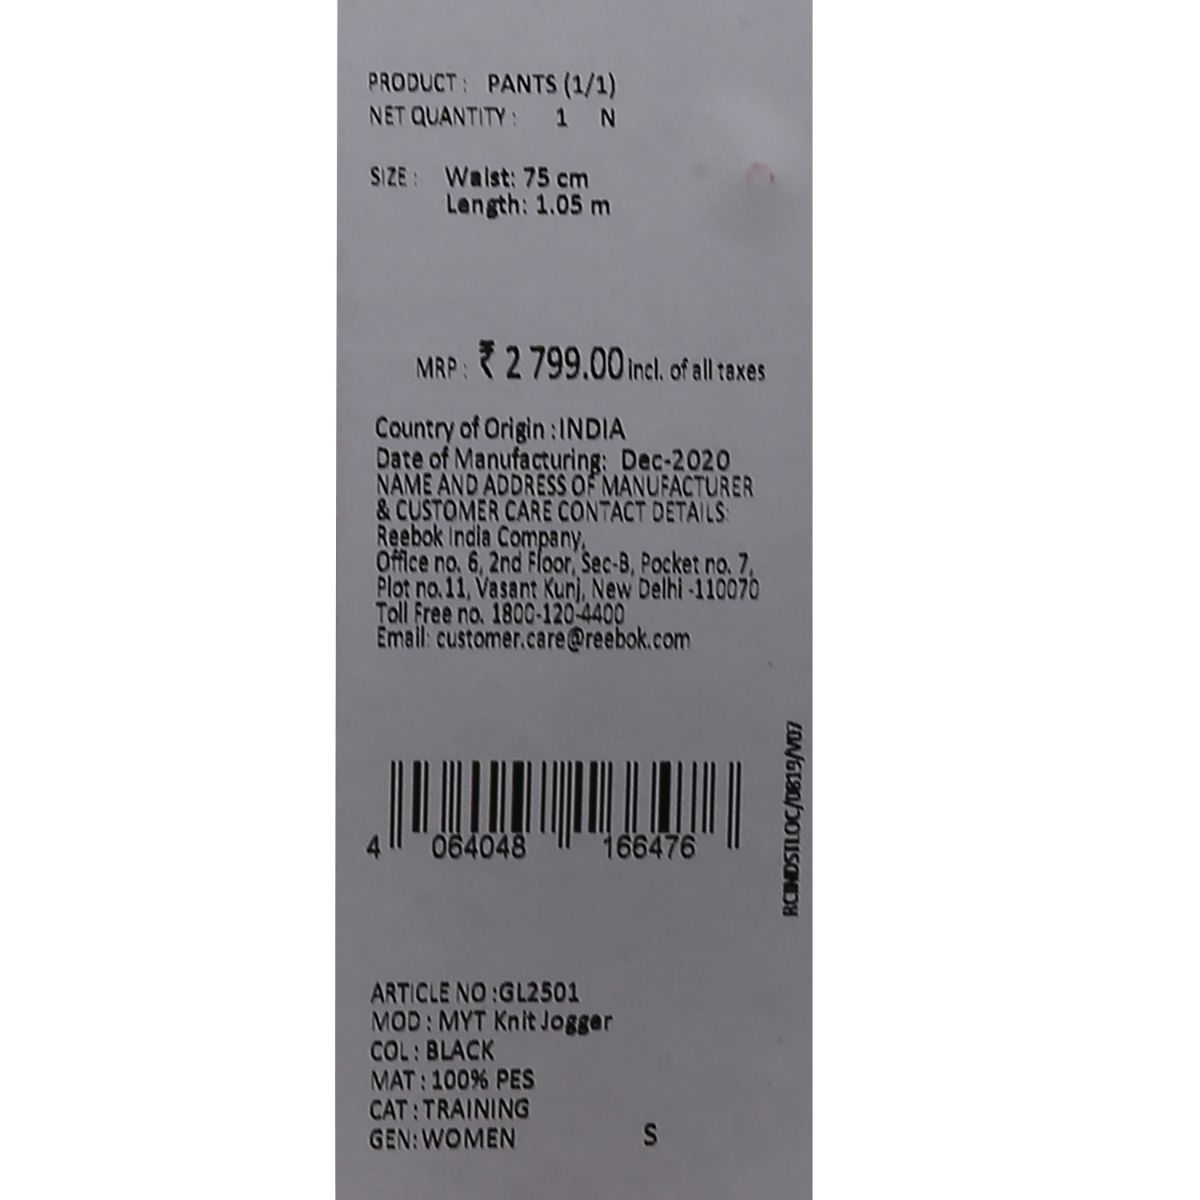 PRODUCT : PANTS (1/1)
NET QUANTITY : 1 N
SIZE : Waist: 75 cm
Length: 1.05 m
MRP : ₹ 2 799.00 incl. of all taxes
Country of Origin : INDIA
Date of Manufacturing: Dec-2020
NAME AND ADDRESS OF MANUFACTURER
& CUSTOMER CARE CONTACT DETAILS:
Reebok India Company,
Office no. 6, 2nd Floor, Sec-B, Pocket no. 7,
Plot no.11, Vasant Kunj, New Delhi -110070
Toll Free no. 1800-120-4400
Email: customer.care@reebok.com
RCINDSTLOC/0819/V07
4 064048 166476
ARTICLE NO :GL2501
MOD : MYT Knit Jogger
COL : BLACK
MAT : 100% PES
CAT : TRAINING
GEN: WOMEN S